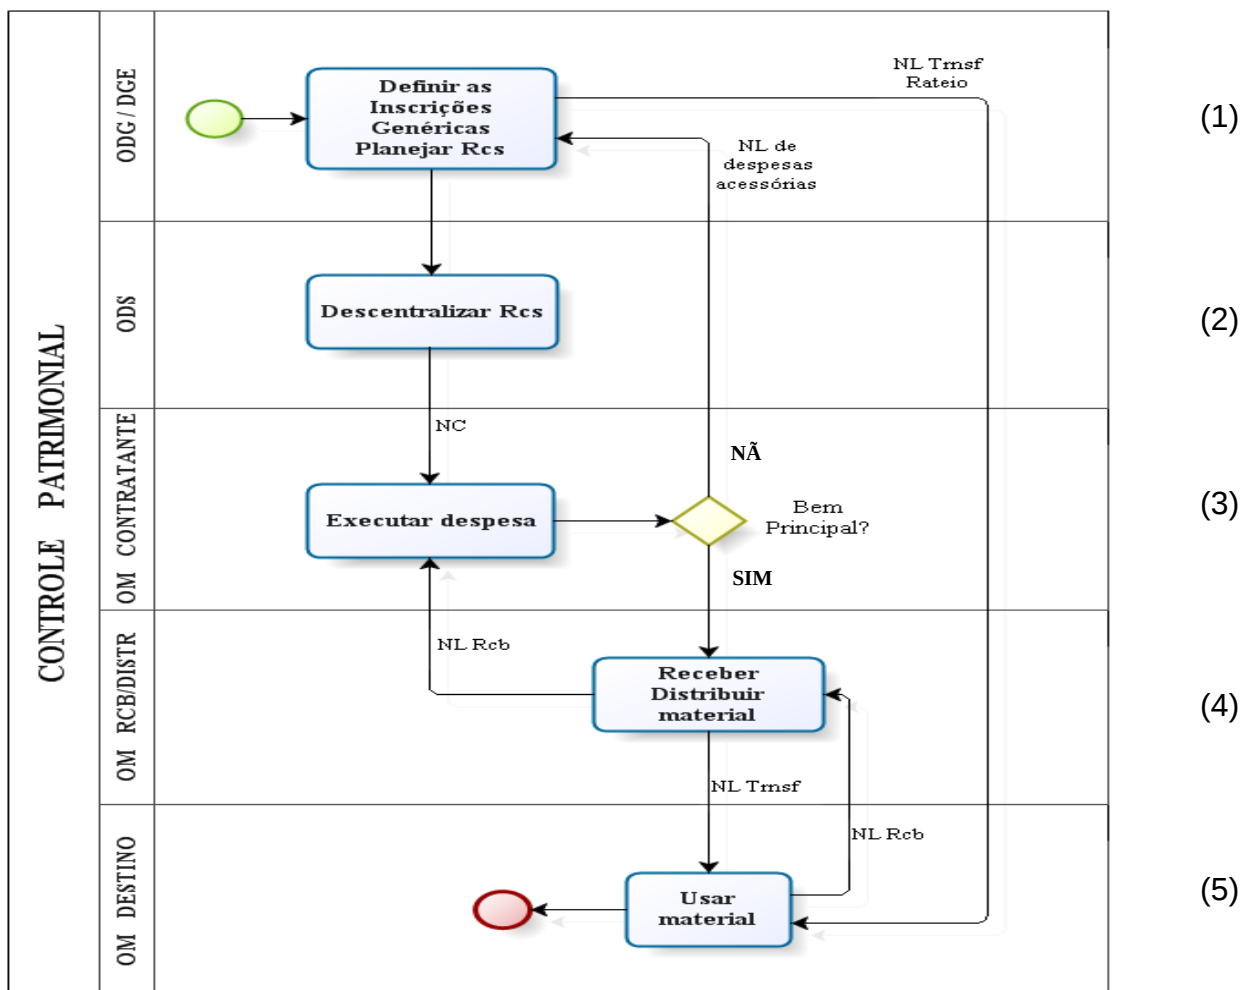 CONTROLE PATRIMONIAL
ODG / DGE
Definir as
Inscrições
Genéricas
Planejar Rcs
NL Trnsf
Rateio
NL de
despesas
acessórias
(1)
ODS
Descentralizar Rcs
(2)
OM CONTRATANTE
NC
Executar despesa
NÃ
Bem
Principal?
SIM
(3)
OM RCB/DISTR
NL Rcb
Receber
Distribuir
material
NL Trnsf
(4)
OM DESTINO
NL Rcb
Usar
material
(5)